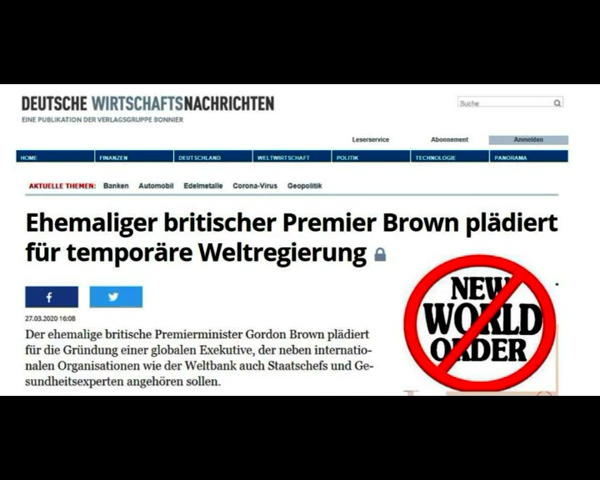 DEUTSCHE WIRTSCHAFTSNACHRICHTEN
EINE PUBLIKATION DER VERLAGSGRUPPE BONNIER
Suche
Leserservice Abonnement Anmelden
HOME FINANZEN DEUTSCHLAND WELTWIRTSCHAFT POLITIK TECHNOLOGIE PANORAMA
AKTUELLE THEMEN: Banken Automobil Edelmetalle Corona-Virus Geopolitik
Ehemaliger britischer Premier Brown plädiert
für temporäre Weltregierung
f
27.03.2020 16:08
Der ehemalige britische Premierminister Gordon Brown plädiert
für die Gründung einer globalen Exekutive, der neben internatio-
nalen Organisationen wie der Weltbank auch Staatschefs und Ge-
sundheitsexperten angehören sollen.
NEW
WORLD
ORDER